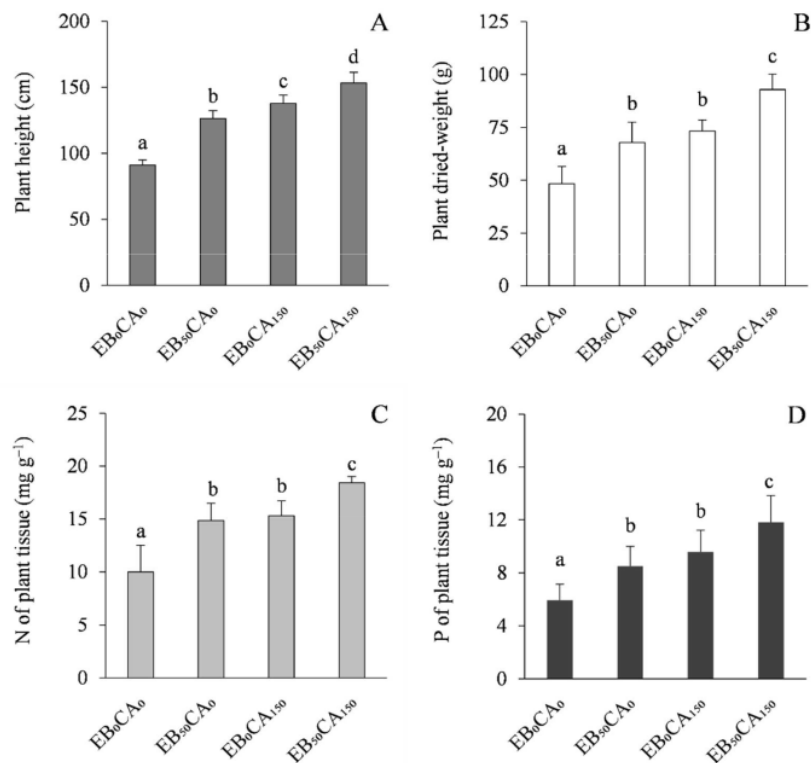 A
Plant height (cm)
200
150
100
50
0
a
b
c
d
EB₀CA₀
EB₅₀CA₀
EB₀CA₁₅₀
EB₅₀CA₁₅₀
B
Plant dried-weight (g)
125
100
75
50
25
0
a
b
b
c
EB₀CA₀
EB₅₀CA₀
EB₀CA₁₅₀
EB₅₀CA₁₅₀
C
N of plant tissue (mg g⁻¹)
25
20
15
10
5
0
a
b
b
c
EB₀CA₀
EB₅₀CA₀
EB₀CA₁₅₀
EB₅₀CA₁₅₀
D
P of plant tissue (mg g⁻¹)
20
16
12
8
4
0
a
b
b
c
EB₀CA₀
EB₅₀CA₀
EB₀CA₁₅₀
EB₅₀CA₁₅₀